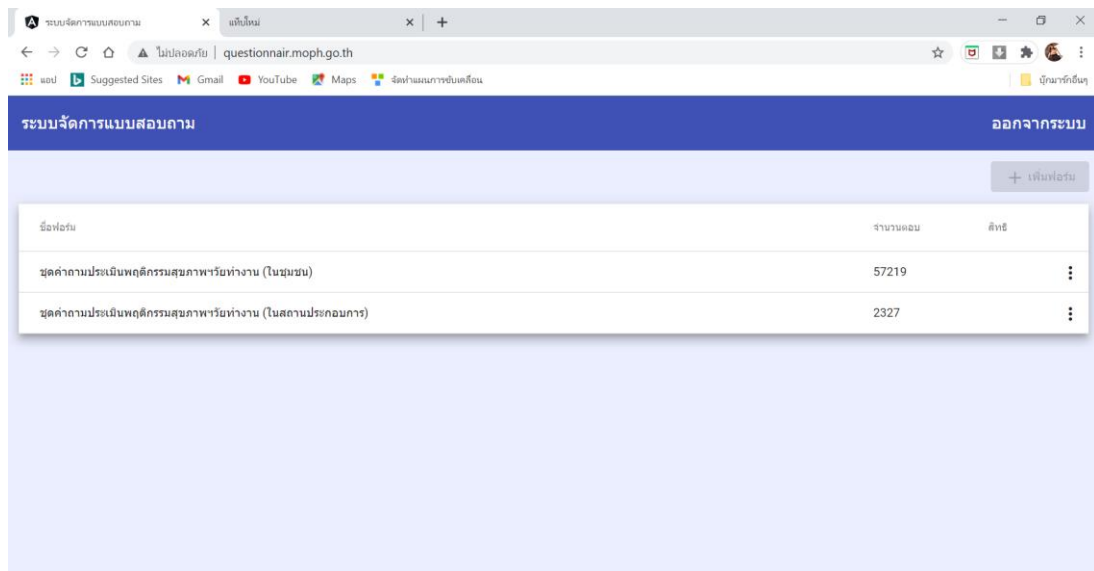 ระบบจัดการแบบสอบถาม แท็บใหม่
ไม่ปลอดภัย questionnair.moph.go.th
แอป Suggested Sites Gmail YouTube Maps จัดทำแผนการขับเคลื่อน บุ๊กมาร์กอื่นๆ
ระบบจัดการแบบสอบถาม ออกจากระบบ
+ เพิ่มฟอร์ม
ชื่อฟอร์ม จำนวนตอบ สิทธิ
ชุดคำถามประเมินพฤติกรรมสุขภาพฯวัยทำงาน (ในชุมชน) 57219
ชุดคำถามประเมินพฤติกรรมสุขภาพฯวัยทำงาน (ในสถานประกอบการ) 2327